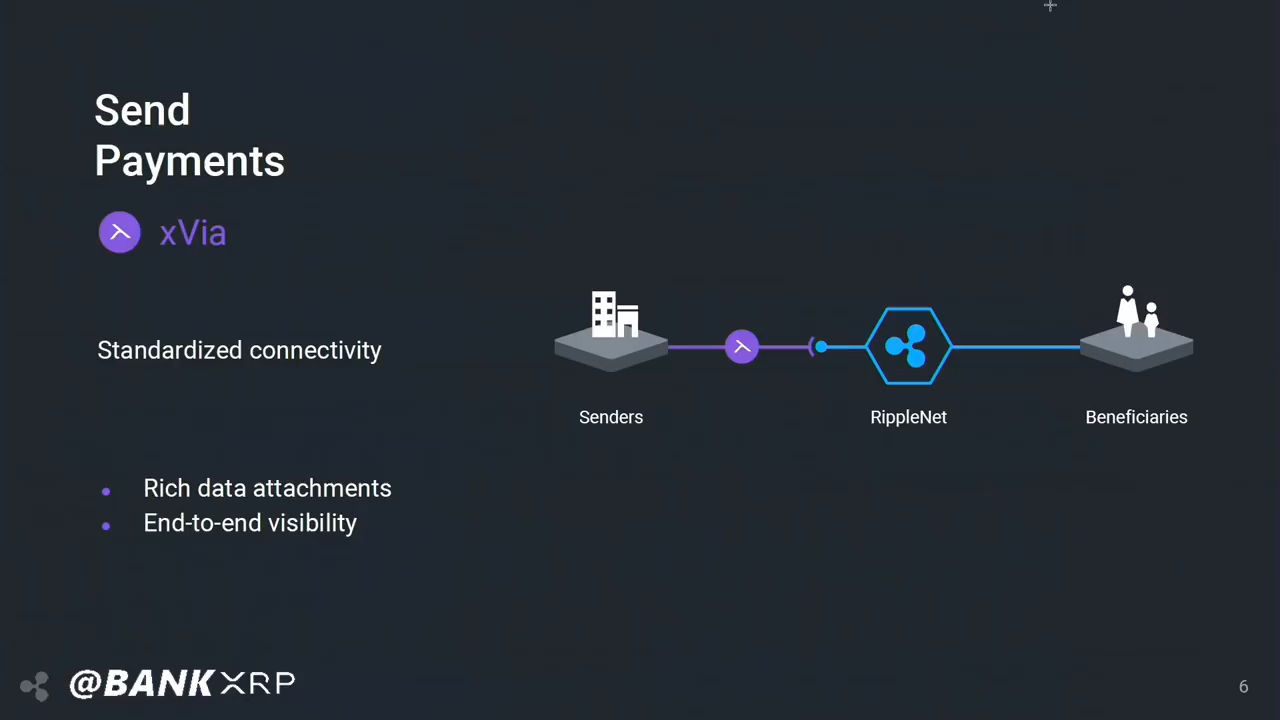 Send
Payments
xVia
Standardized connectivity
Senders
RippleNet
Beneficiaries
Rich data attachments
End-to-end visibility
@BANKXRP
6